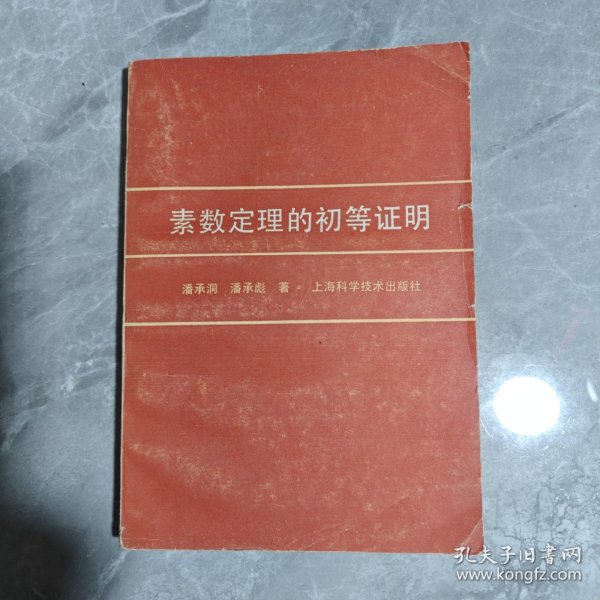 素数定理的初等证明
潘承洞 潘承彪 著 · 上海科学技术出版社
孔夫子旧书网
www.kongfz.com